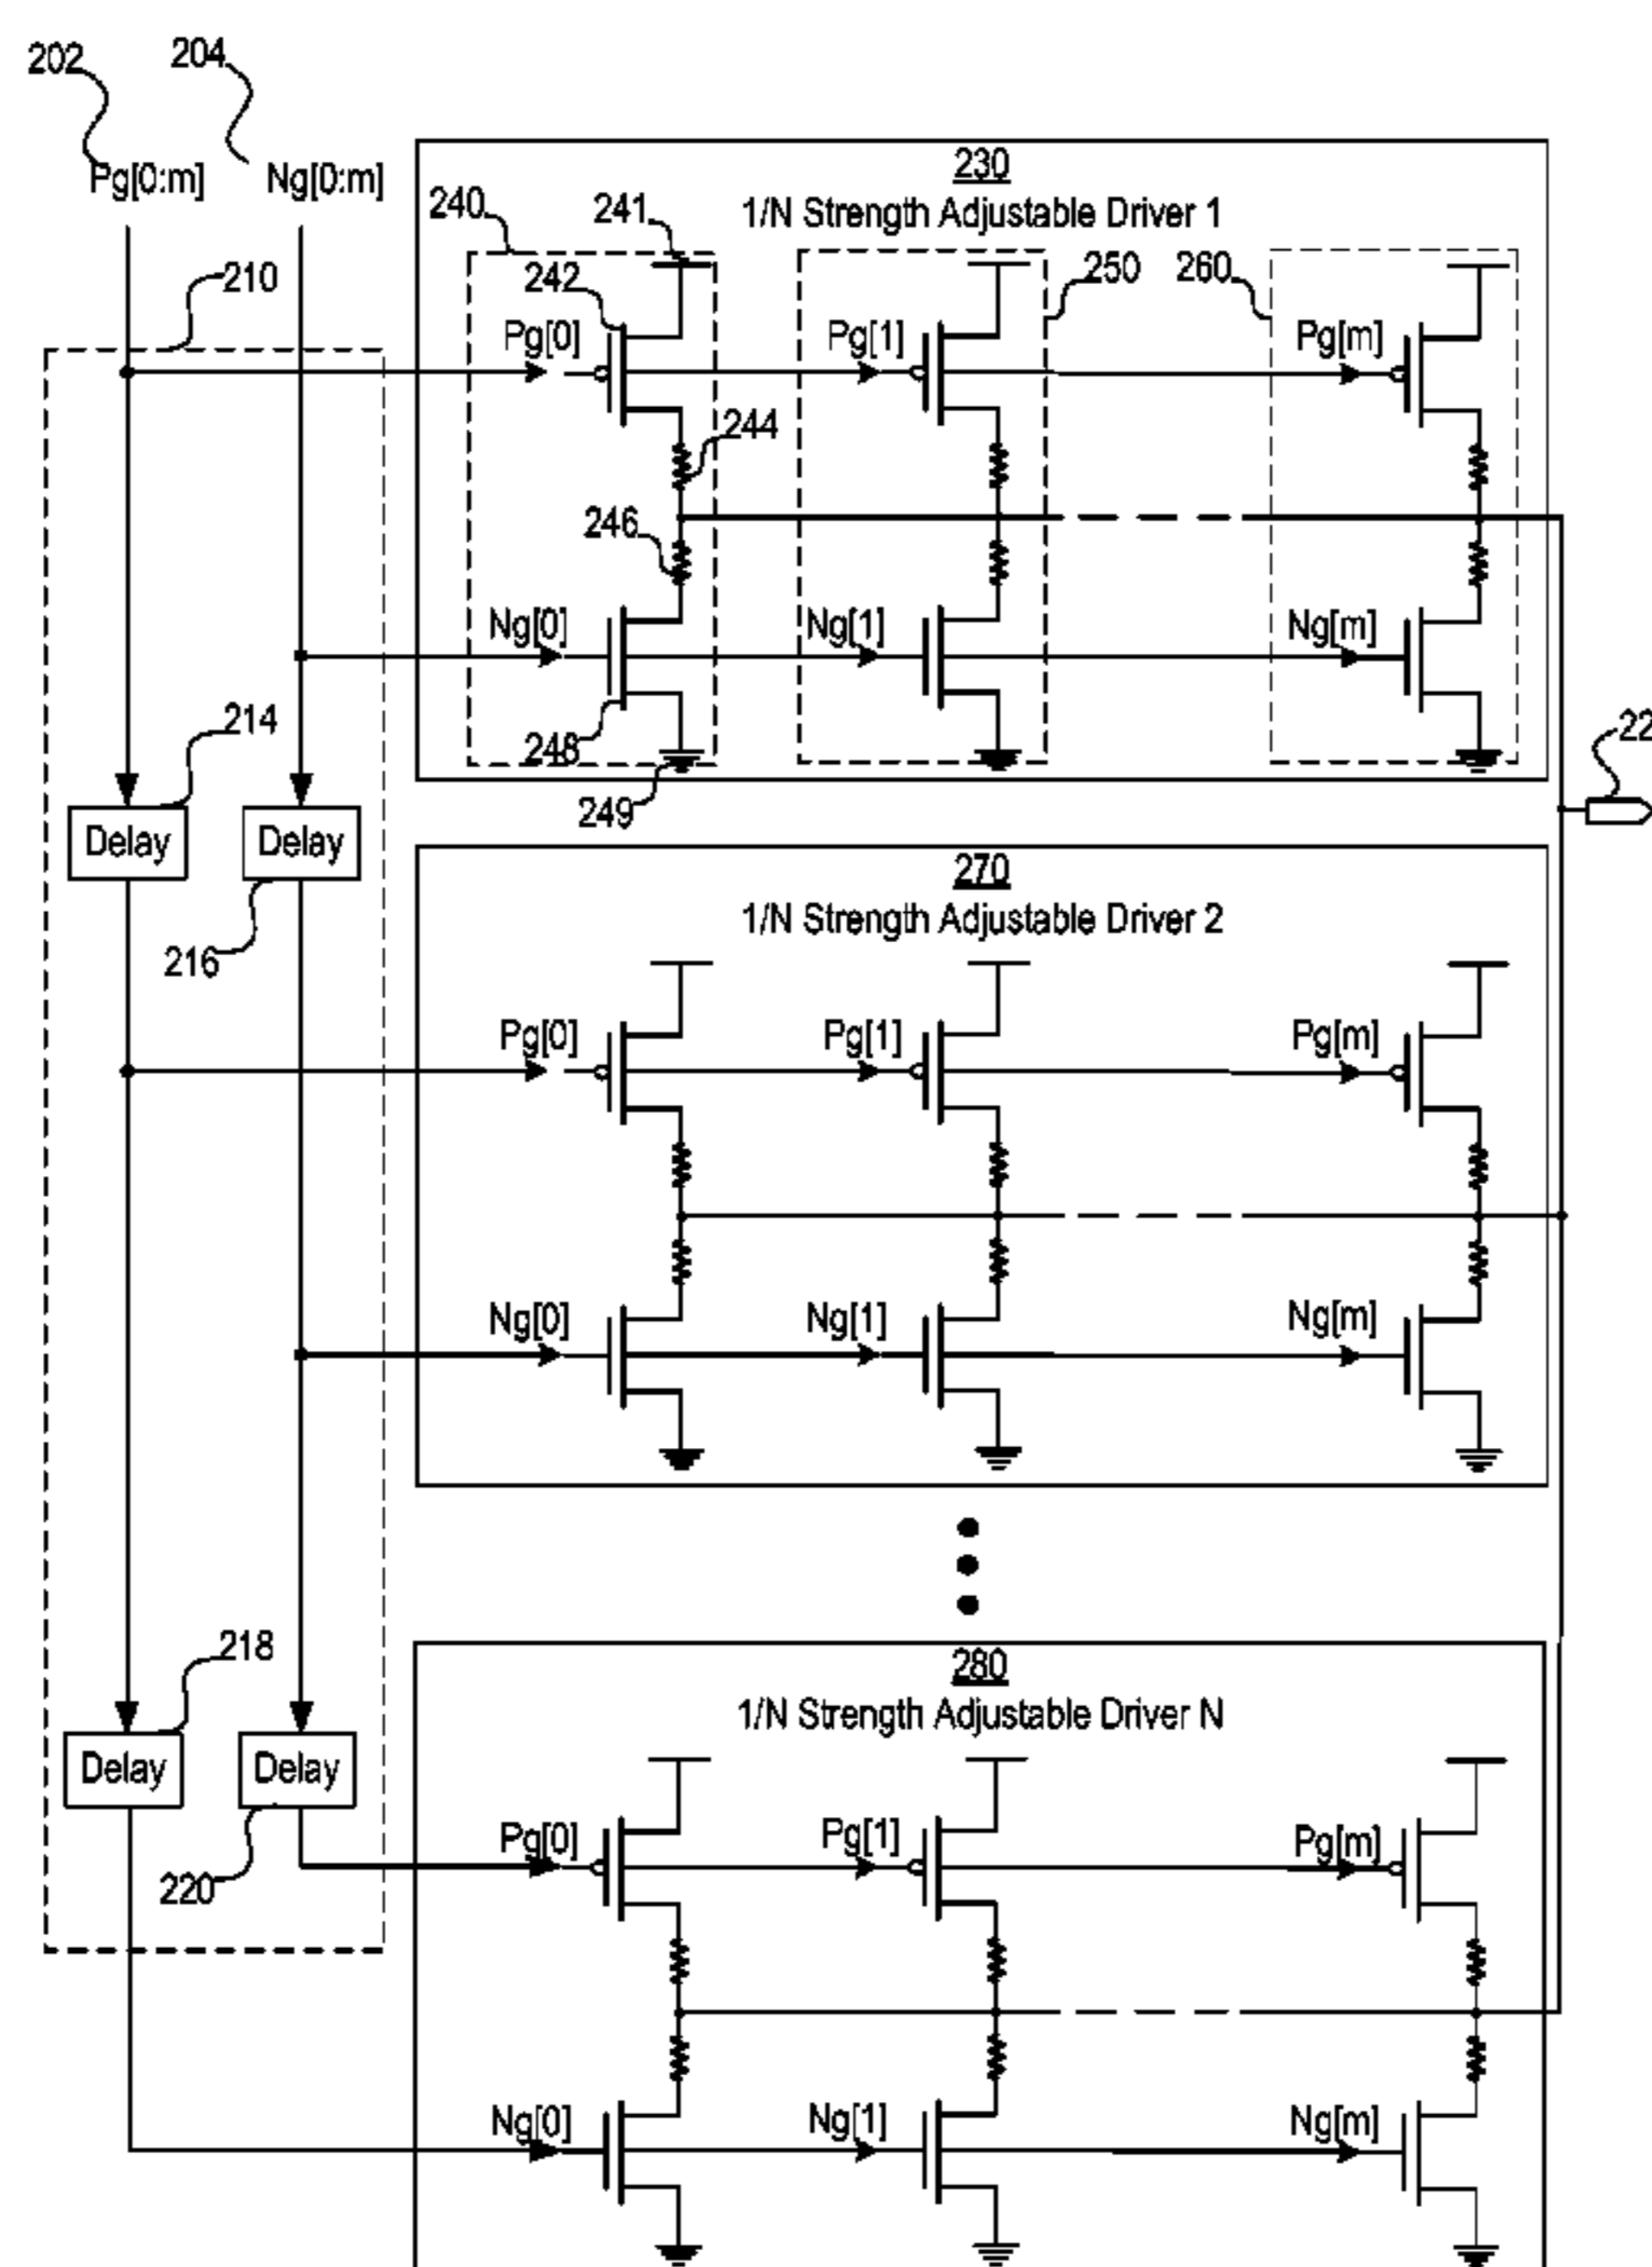 202
204
Pg[0:m]
Ng[0:m]
210
214
Delay
216
Delay
218
Delay
220
Delay
230
1/N Strength Adjustable Driver 1
240
241
242
250
260
Pg[0]
Pg[1]
Pg[m]
244
246
Ng[0]
Ng[1]
Ng[m]
248
249
22
270
1/N Strength Adjustable Driver 2
Pg[0]
Pg[1]
Pg[m]
Ng[0]
Ng[1]
Ng[m]
280
1/N Strength Adjustable Driver N
Pg[0]
Pg[1]
Pg[m]
Ng[0]
Ng[1]
Ng[m]